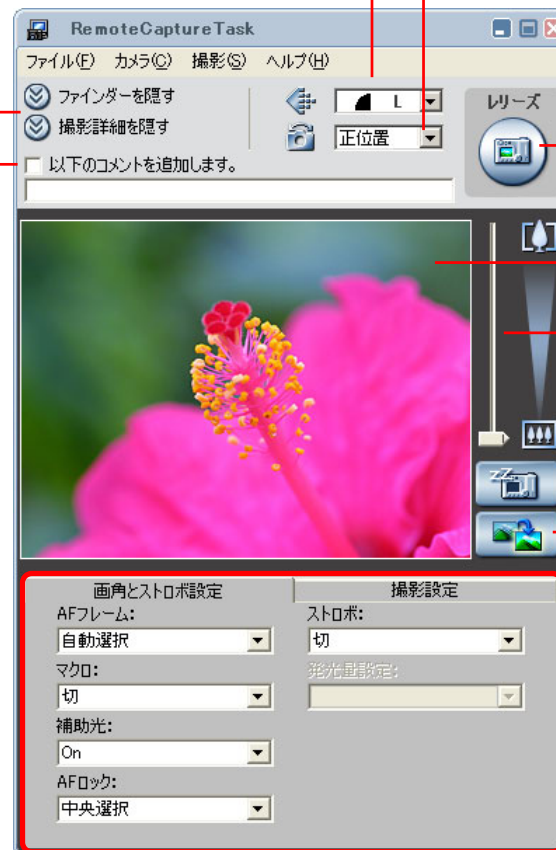 RemoteCaptureTask
ファイル(F) カメラ(C) 撮影(S) ヘルプ(H)
ファインダーを隠す
撮影詳細を隠す
L
正位置
レリーズ
以下のコメントを追加します。
画角とストロボ設定
撮影設定
AFフレーム:
自動選択
マクロ:
切
補助光:
On
AFロック:
中央選択
ストロボ:
切
発光量設定: